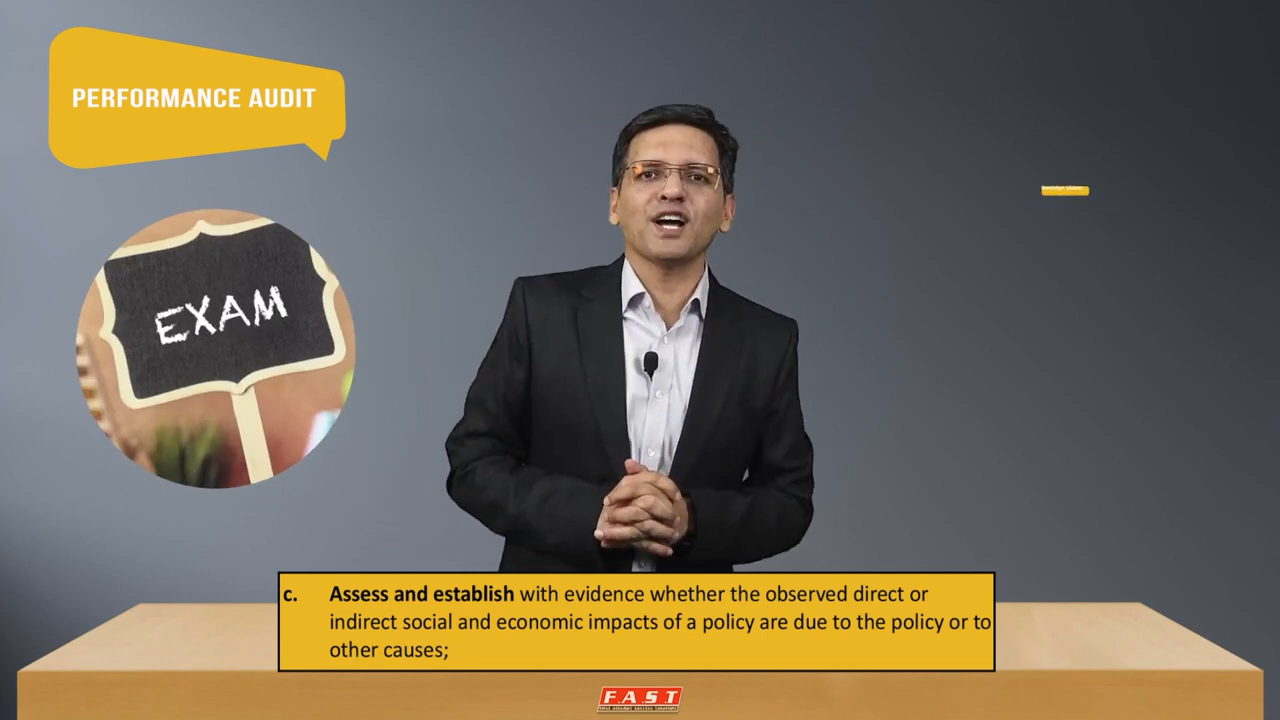 PERFORMANCE AUDIT
EXAM
c. Assess and establish with evidence whether the observed direct or
indirect social and economic impacts of a policy are due to the policy or to
other causes;
F.A.S.T